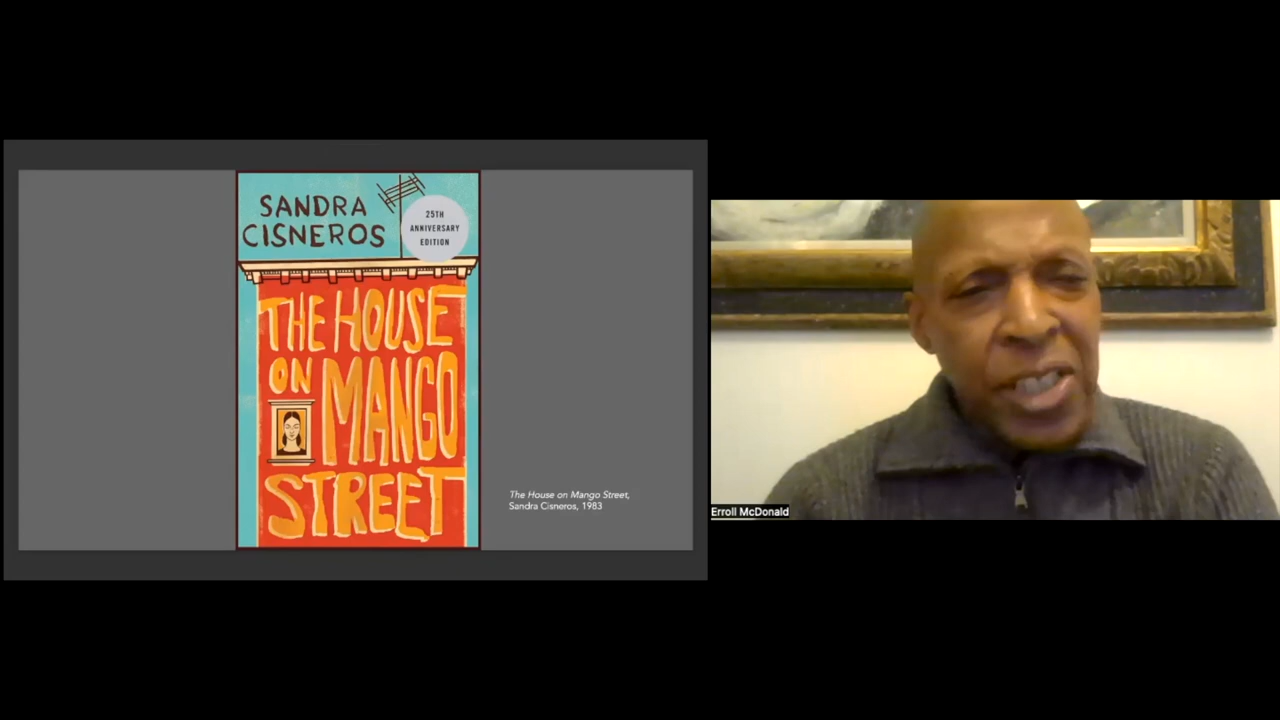 SANDRA
CISNEROS
25TH
ANNIVERSARY
EDITION
THE HOUSE
ON MANGO
STREET
The House on Mango Street,
Sandra Cisneros, 1983
Erroll McDonald